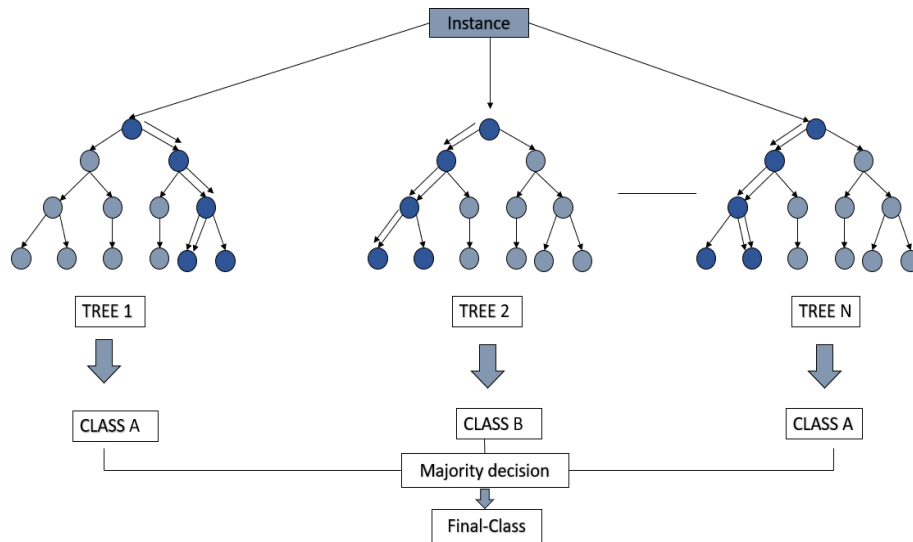 Instance
TREE 1
TREE 2
TREE N
CLASS A
CLASS B
CLASS A
Majority decision
Final-Class